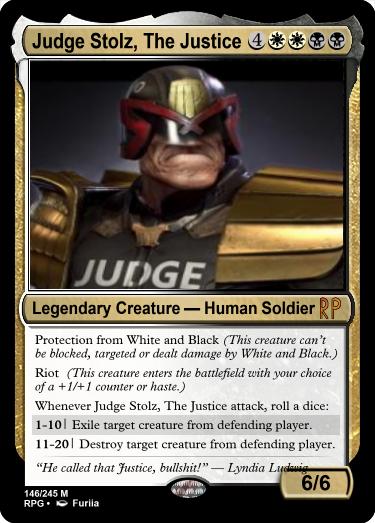 Judge Stolz, The Justice 4
JUDGE
Legendary Creature — Human Soldier RP
Protection from White and Black (This creature can't
be blocked, targeted or dealt damage by White and Black.)
Riot (This creature enters the battlefield with your choice
of a +1/+1 counter or haste.)
Whenever Judge Stolz, The Justice attack, roll a dice:
1-10| Exile target creature from defending player.
11-20| Destroy target creature from defending player.
“He called that Justice, bullshit!” — Lyndia Ludwig
6/6
146/245 M
RPG • Furiia